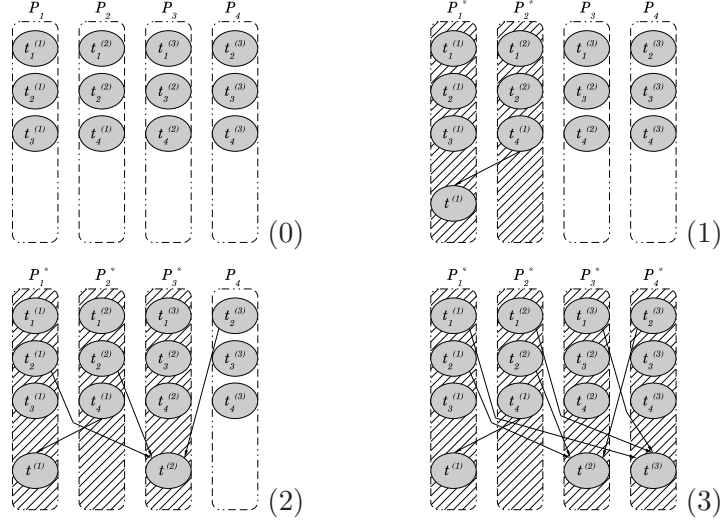 P₁ P₂ P₃ P₄
t₁⁽¹⁾ t₁⁽²⁾ t₁⁽³⁾ t₂⁽³⁾
t₂⁽¹⁾ t₂⁽²⁾ t₃⁽²⁾ t₃⁽³⁾
t₃⁽¹⁾ t₄⁽¹⁾ t₄⁽²⁾ t₄⁽³⁾
(0)
P₁* P₂* P₃ P₄
t₁⁽¹⁾ t₁⁽²⁾ t₁⁽³⁾ t₂⁽³⁾
t₂⁽¹⁾ t₂⁽²⁾ t₃⁽²⁾ t₃⁽³⁾
t₃⁽¹⁾ t₄⁽¹⁾ t₄⁽²⁾ t₄⁽³⁾
t⁽¹⁾
(1)
P₁* P₂* P₃* P₄
t₁⁽¹⁾ t₁⁽²⁾ t₁⁽³⁾ t₂⁽³⁾
t₂⁽¹⁾ t₂⁽²⁾ t₃⁽²⁾ t₃⁽³⁾
t₃⁽¹⁾ t₄⁽¹⁾ t₄⁽²⁾ t₄⁽³⁾
t⁽¹⁾ t⁽²⁾
(2)
P₁* P₂* P₃* P₄*
t₁⁽¹⁾ t₁⁽²⁾ t₁⁽³⁾ t₂⁽³⁾
t₂⁽¹⁾ t₂⁽²⁾ t₃⁽²⁾ t₃⁽³⁾
t₃⁽¹⁾ t₄⁽¹⁾ t₄⁽²⁾ t₄⁽³⁾
t⁽¹⁾ t⁽²⁾ t⁽³⁾
(3)